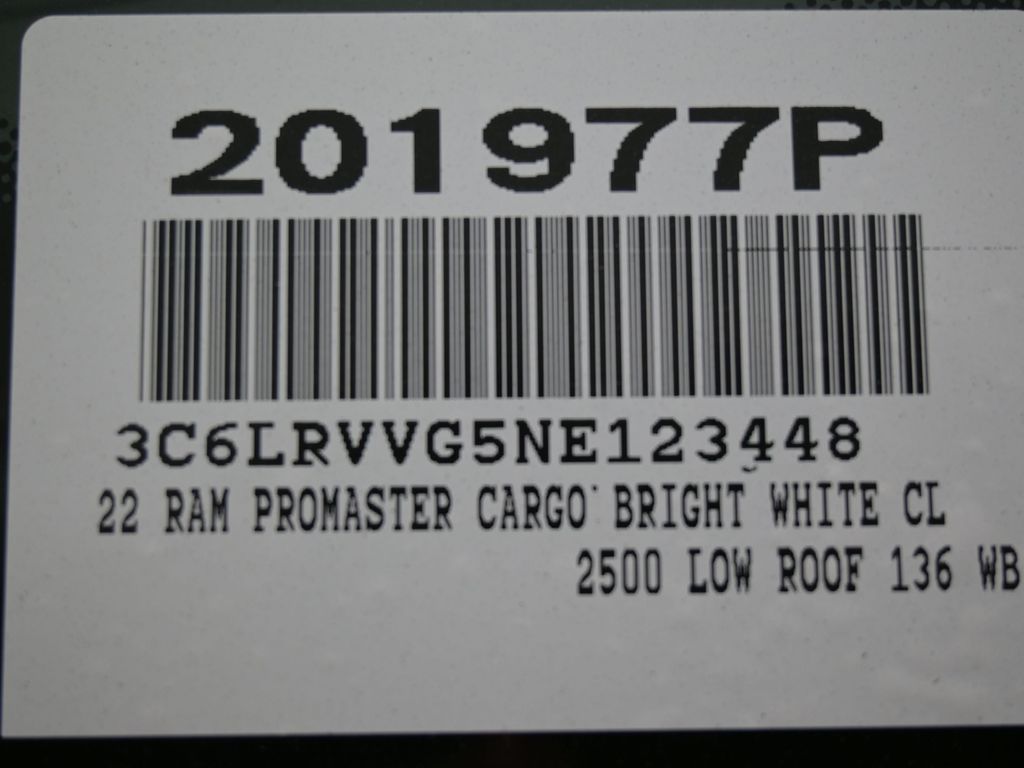 201977P
3C6LRVVG5NE123448
22 RAM PROMASTER CARGO BRIGHT WHITE CL
2500 LOW ROOF 136 WB